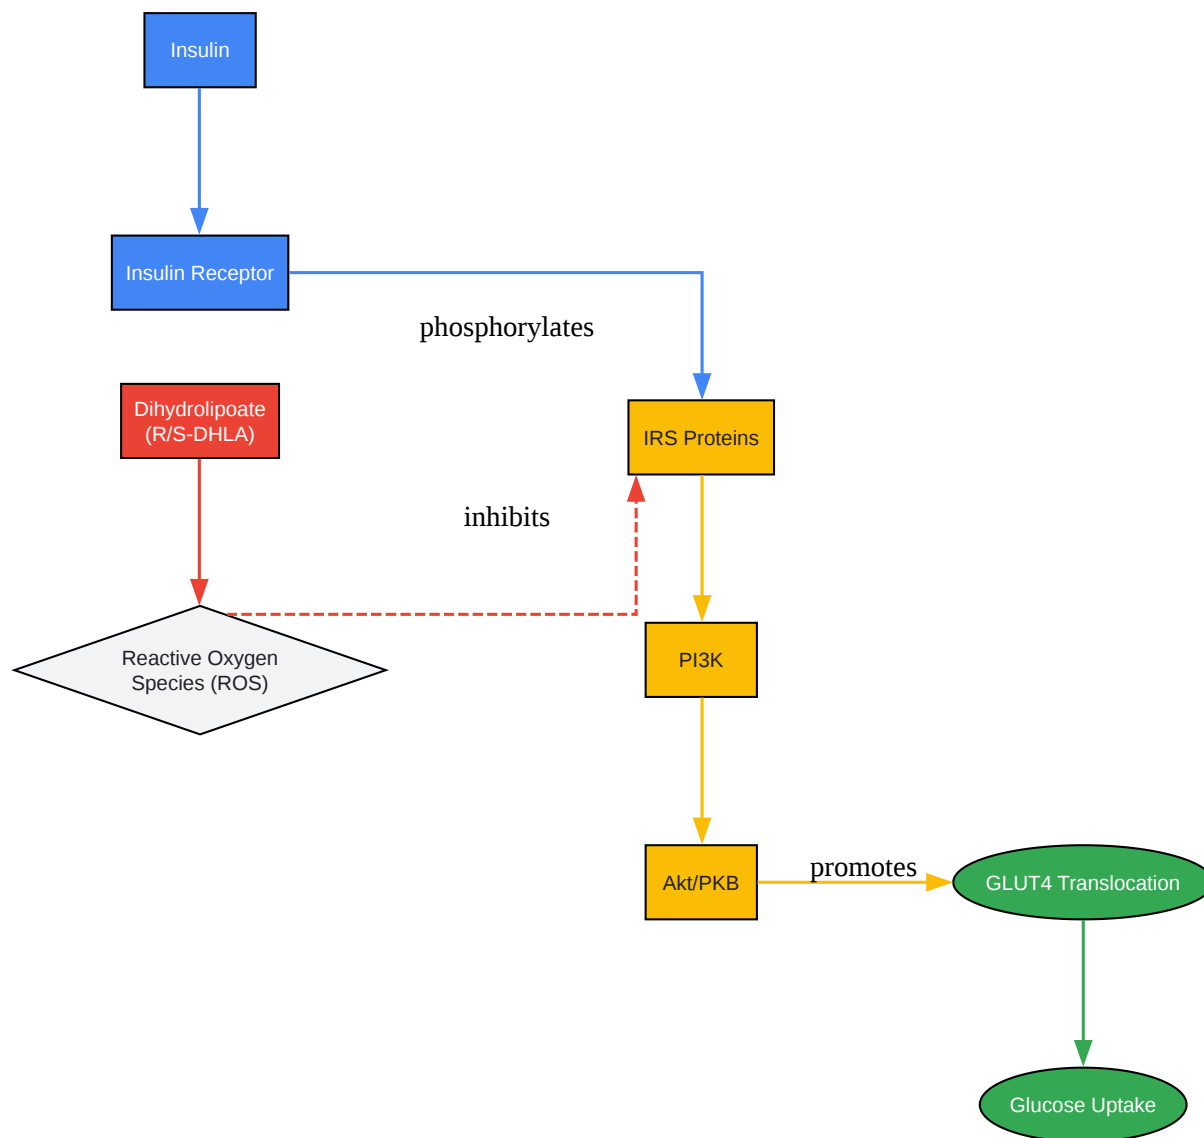 Insulin
Insulin Receptor
phosphorylates
Dihydrolipoate
(R/S-DHLA)
IRS Proteins
inhibits
Reactive Oxygen
Species (ROS)
PI3K
Akt/PKB
promotes
GLUT4 Translocation
Glucose Uptake